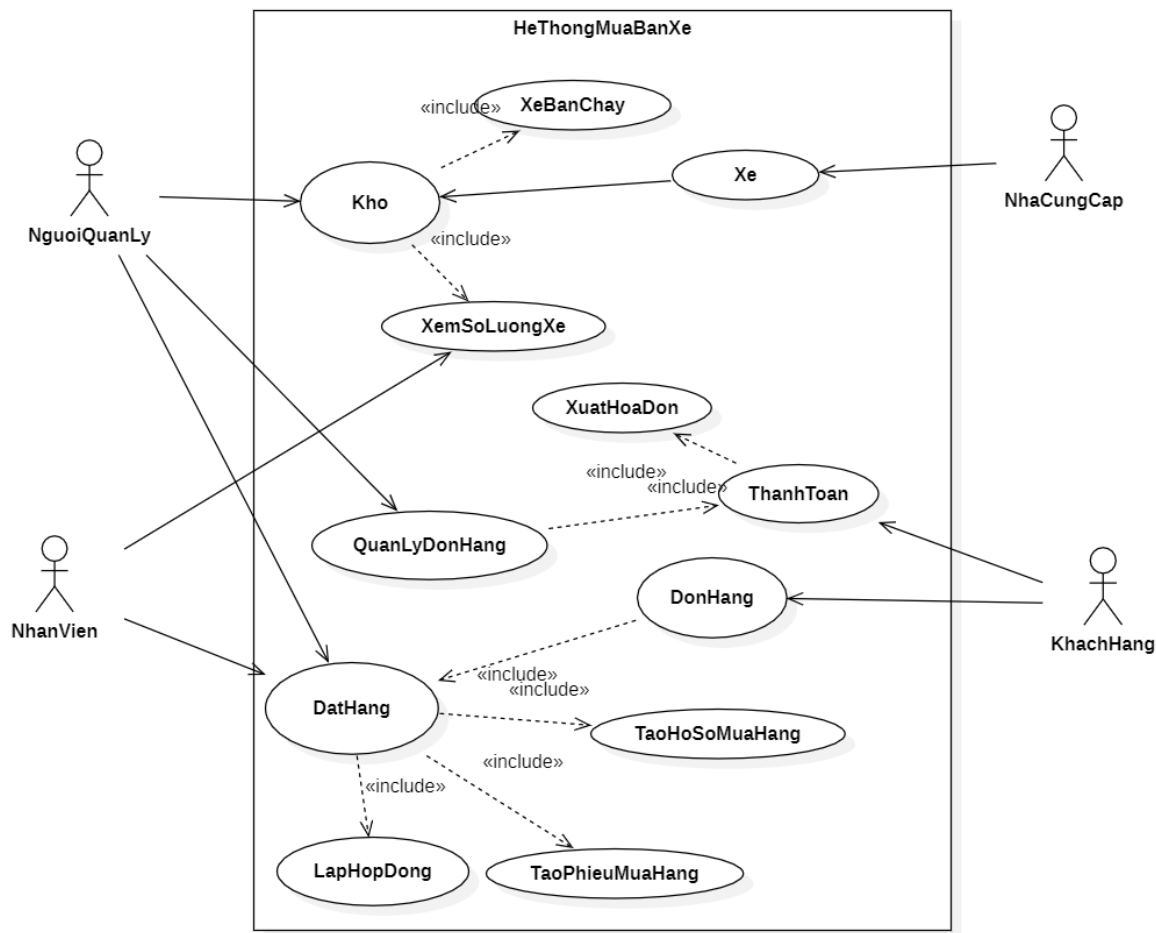 HeThongMuaBanXe
«include»
XeBanChay
Xe
NhaCungCap
Kho
NguoiQuanLy
«include»
XemSoLuongXe
XuatHoaDon
«include»
«include»
ThanhToan
QuanLyDonHang
DonHang
NhanVien
KhachHang
«include»
«include»
DatHang
TaoHoSoMuaHang
«include»
«include»
LapHopDong
TaoPhieuMuaHang